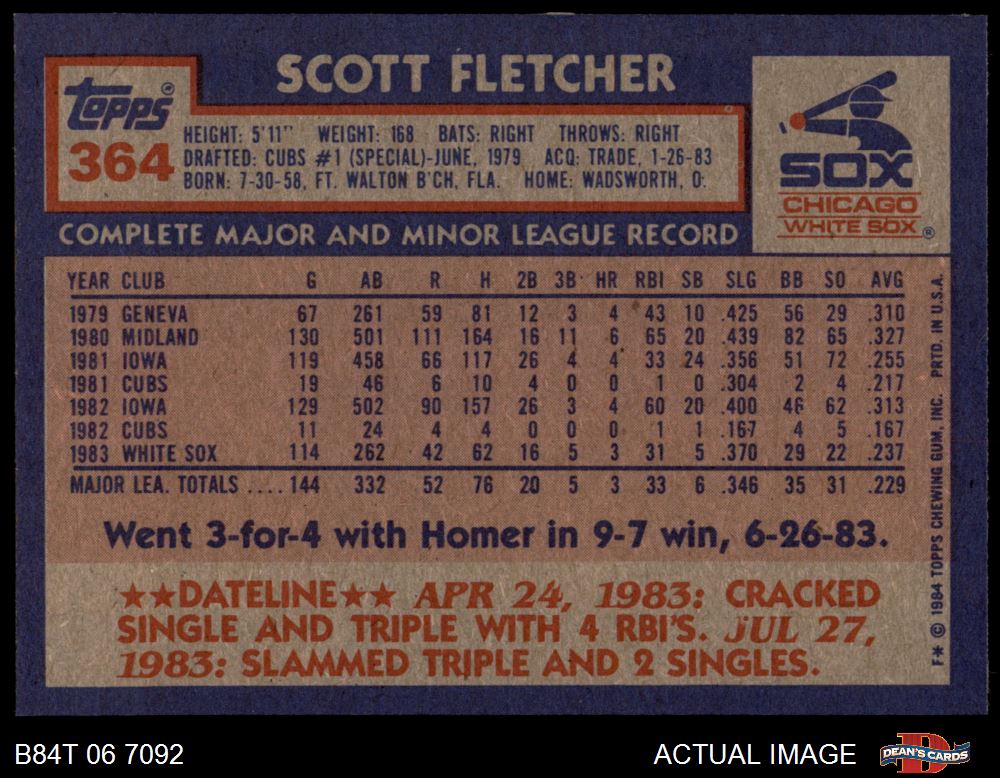 SCOTT FLETCHER
Topps®
364
HEIGHT: 5'11" WEIGHT: 168 BATS: RIGHT THROWS: RIGHT
DRAFTED: CUBS #1 (SPECIAL)-JUNE, 1979 ACQ: TRADE, 1-26-83
BORN: 7-30-58, FT. WALTON B'CH, FLA. HOME: WADSWORTH, O.
SOX
CHICAGO
WHITE SOX ®
COMPLETE MAJOR AND MINOR LEAGUE RECORD
YEAR CLUB G AB R H 2B 3B HR RBI SB SLG BB SO AVG
1979 GENEVA 67 261 59 81 12 3 4 43 10 .425 56 29 .310
1980 MIDLAND 130 501 111 164 16 11 6 65 20 .439 82 65 .327
1981 IOWA 119 458 66 117 26 4 4 33 24 .356 51 72 .255
1981 CUBS 19 46 6 10 4 0 0 1 0 .304 2 4 .217
1982 IOWA 129 502 90 157 26 3 4 60 20 .400 46 62 .313
1982 CUBS 11 24 4 4 0 0 0 1 1 .167 4 5 .167
1983 WHITE SOX 114 262 42 62 16 5 3 31 5 .370 29 22 .237
MAJOR LEA. TOTALS .... 144 332 52 76 20 5 3 33 6 .346 35 31 .229
Went 3-for-4 with Homer in 9-7 win, 6-26-83.
★★DATELINE★★ APR 24, 1983: CRACKED
SINGLE AND TRIPLE WITH 4 RBI'S. JUL 27,
1983: SLAMMED TRIPLE AND 2 SINGLES.
F* © 1984 TOPPS CHEWING GUM, INC. PRTD. IN U.S.A.
B84T 06 7092
ACTUAL IMAGE
D
DEAN'S CARDS